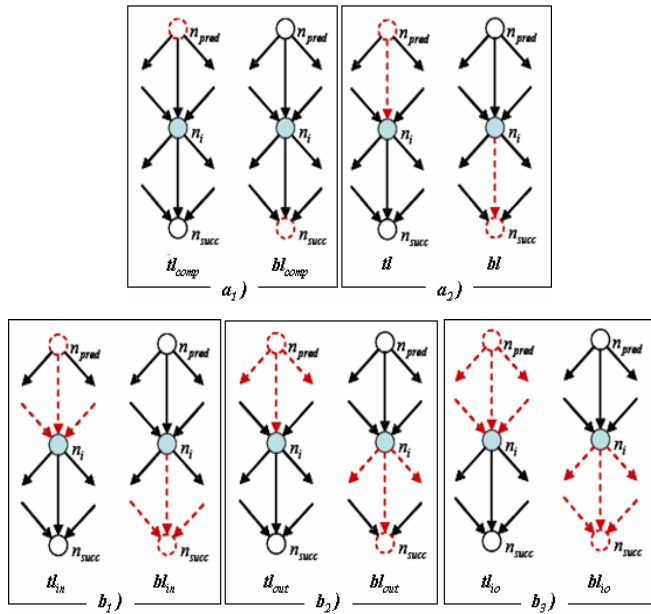 n_pred n_pred n_pred n_pred
n_i n_i n_i n_i
n_succ n_succ n_succ n_succ
tl_comp bl_comp tl bl
a_1) a_2)
n_pred n_pred n_pred n_pred n_pred n_pred
n_i n_i n_i n_i n_i n_i
n_succ n_succ n_succ n_succ n_succ n_succ
tl_in bl_in tl_out bl_out tl_io bl_io
b_1) b_2) b_3)